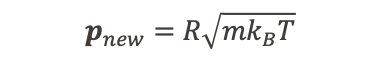 𝒑_new = R√(mk_BT)